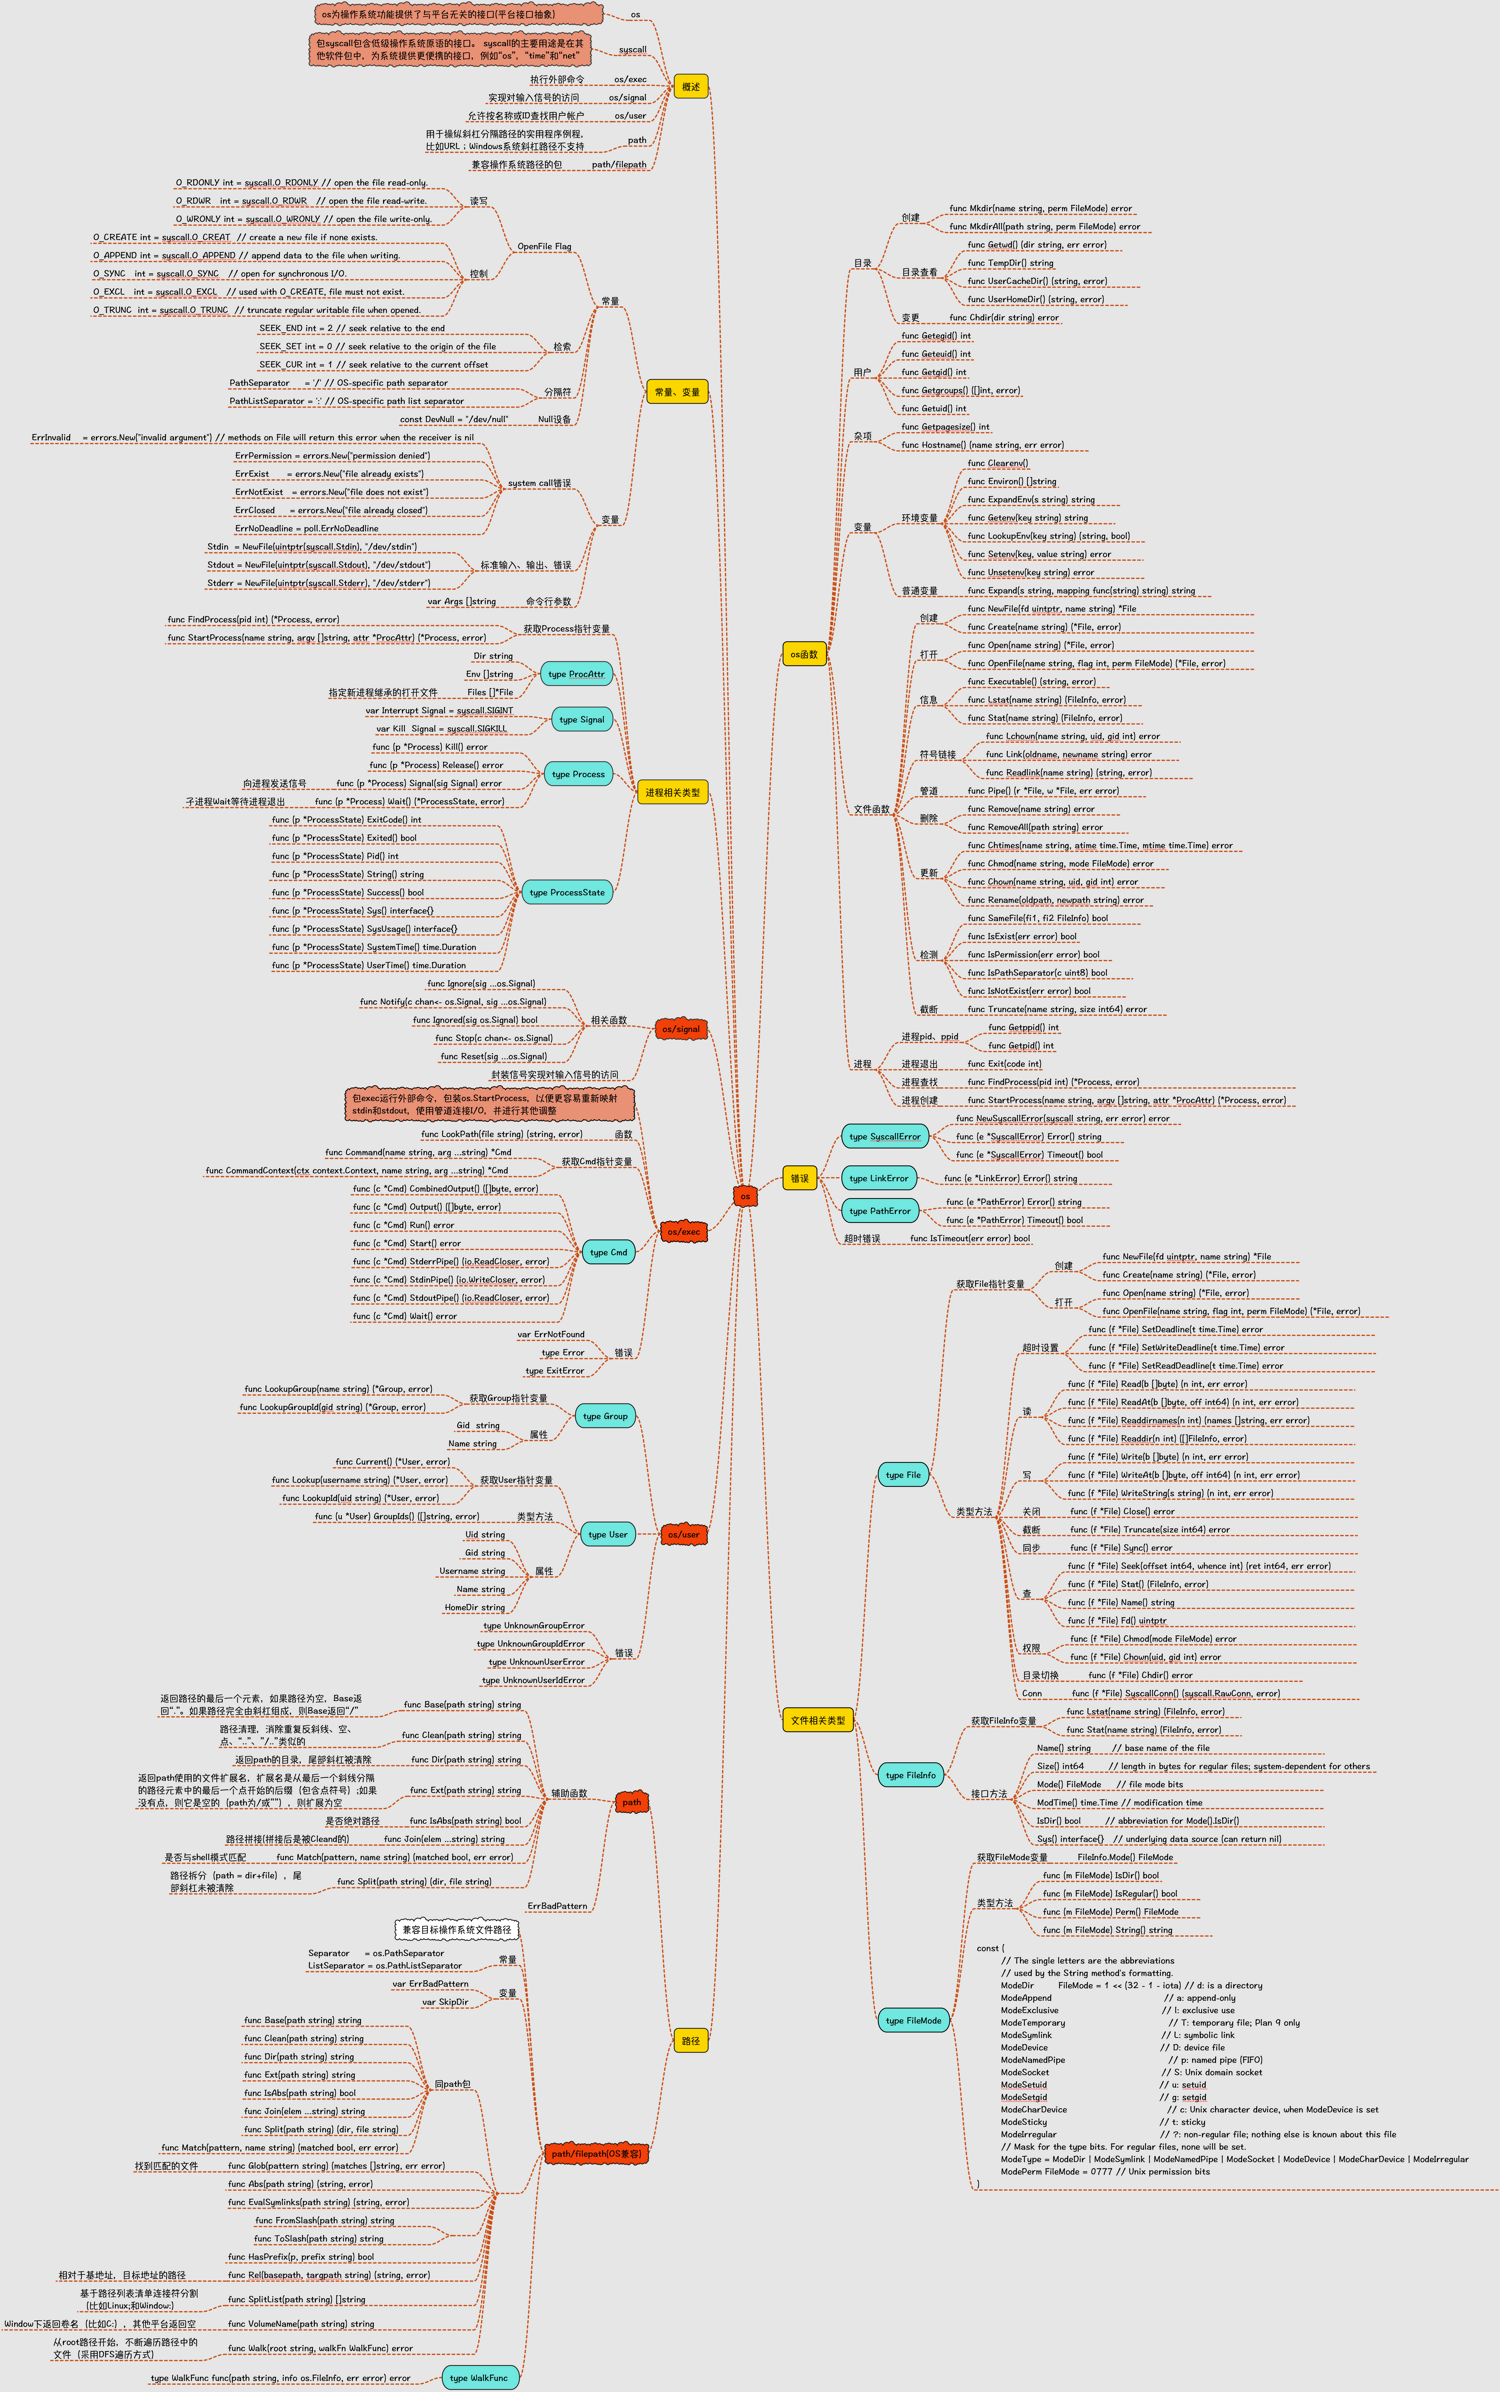 os为操作系统功能提供了与平台无关的接口(平台接口抽象)
os
包syscall包含低级操作系统原语的接口。 syscall的主要用途是在其
他软件包中，为系统提供更便携的接口，例如“os”，“time”和“net”
syscall
执行外部命令
os/exec
实现对输入信号的访问
os/signal
允许按名称或ID查找用户帐户
os/user
用于操纵斜杠分隔路径的实用程序例程，
比如URL；Windows系统斜杠路径不支持
path
兼容操作系统路径的包
path/filepath
概述
O_RDONLY int = syscall.O_RDONLY // open the file read-only.
O_RDWR   int = syscall.O_RDWR   // open the file read-write.
O_WRONLY int = syscall.O_WRONLY // open the file write-only.
读写
O_CREATE int = syscall.O_CREAT  // create a new file if none exists.
O_APPEND int = syscall.O_APPEND // append data to the file when writing.
O_SYNC   int = syscall.O_SYNC   // open for synchronous I/O.
O_EXCL   int = syscall.O_EXCL   // used with O_CREATE, file must not exist.
O_TRUNC  int = syscall.O_TRUNC  // truncate regular writable file when opened.
控制
OpenFile Flag
SEEK_END int = 2 // seek relative to the end
SEEK_SET int = 0 // seek relative to the origin of the file
SEEK_CUR int = 1 // seek relative to the current offset
检索
PathSeparator     = '/' // OS-specific path separator
PathListSeparator = ':' // OS-specific path list separator
分隔符
const DevNull = "/dev/null"
Null设备
常量
ErrInvalid    = errors.New("invalid argument") // methods on File will return this error when the receiver is nil
ErrPermission = errors.New("permission denied")
ErrExist      = errors.New("file already exists")
ErrNotExist   = errors.New("file does not exist")
ErrClosed     = errors.New("file already closed")
ErrNoDeadline = poll.ErrNoDeadline
system call错误
Stdin  = NewFile(uintptr(syscall.Stdin), "/dev/stdin")
Stdout = NewFile(uintptr(syscall.Stdout), "/dev/stdout")
Stderr = NewFile(uintptr(syscall.Stderr), "/dev/stderr")
标准输入、输出、错误
var Args []string
命令行参数
变量
常量、变量
func FindProcess(pid int) (*Process, error)
func StartProcess(name string, argv []string, attr *ProcAttr) (*Process, error)
获取Process指针变量
Dir string
Env []string
指定新进程继承的打开文件
Files []*File
type ProcAttr
var Interrupt Signal = syscall.SIGINT
var Kill  Signal = syscall.SIGKILL
type Signal
func (p *Process) Kill() error
func (p *Process) Release() error
向进程发送信号
func (p *Process) Signal(sig Signal) error
子进程Wait等待进程退出
func (p *Process) Wait() (*ProcessState, error)
type Process
func (p *ProcessState) ExitCode() int
func (p *ProcessState) Exited() bool
func (p *ProcessState) Pid() int
func (p *ProcessState) String() string
func (p *ProcessState) Success() bool
func (p *ProcessState) Sys() interface{}
func (p *ProcessState) SysUsage() interface{}
func (p *ProcessState) SystemTime() time.Duration
func (p *ProcessState) UserTime() time.Duration
type ProcessState
进程相关类型
func Ignore(sig ...os.Signal)
func Notify(c chan<- os.Signal, sig ...os.Signal)
func Ignored(sig os.Signal) bool
func Stop(c chan<- os.Signal)
func Reset(sig ...os.Signal)
相关函数
封装信号实现对输入信号的访问
os/signal
包exec运行外部命令，包装os.StartProcess，以便更容易重新映射
stdin和stdout，使用管道连接I/O，并进行其他调整
func LookPath(file string) (string, error)
函数
func Command(name string, arg ...string) *Cmd
func CommandContext(ctx context.Context, name string, arg ...string) *Cmd
获取Cmd指针变量
func (c *Cmd) CombinedOutput() ([]byte, error)
func (c *Cmd) Output() ([]byte, error)
func (c *Cmd) Run() error
func (c *Cmd) Start() error
func (c *Cmd) StderrPipe() (io.ReadCloser, error)
func (c *Cmd) StdinPipe() (io.WriteCloser, error)
func (c *Cmd) StdoutPipe() (io.ReadCloser, error)
func (c *Cmd) Wait() error
type Cmd
var ErrNotFound
type Error
type ExitError
错误
os/exec
func LookupGroup(name string) (*Group, error)
func LookupGroupId(gid string) (*Group, error)
获取Group指针变量
Gid  string
Name string
属性
type Group
func Current() (*User, error)
func Lookup(username string) (*User, error)
func LookupId(uid string) (*User, error)
获取User指针变量
func (u *User) GroupIds() ([]string, error)
类型方法
Uid string
Gid string
Username string
Name string
HomeDir string
属性
type User
type UnknownGroupError
type UnknownGroupIdError
type UnknownUserError
type UnknownUserIdError
错误
os/user
返回路径的最后一个元素，如果路径为空，Base返
回“.”。如果路径完全由斜杠组成，则Base返回“/”
func Base(path string) string
路径清理，消除重复反斜线、空、
点、“..”、“/..”类似的
func Clean(path string) string
返回path的目录，尾部斜杠被清除
func Dir(path string) string
返回path使用的文件扩展名，扩展名是从最后一个斜线分隔
的路径元素中的最后一个点开始的后缀（包含点符号）;如果
没有点，则它是空的（path为/或""），则扩展为空
func Ext(path string) string
是否绝对路径
func IsAbs(path string) bool
路径拼接(拼接后是被Cleand的)
func Join(elem ...string) string
是否与shell模式匹配
func Match(pattern, name string) (matched bool, err error)
路径拆分（path = dir+file），尾
部斜杠未被清除
func Split(path string) (dir, file string)
辅助函数
ErrBadPattern
path
兼容目标操作系统文件路径
Separator     = os.PathSeparator
ListSeparator = os.PathListSeparator
常量
var ErrBadPattern
var SkipDir
变量
func Base(path string) string
func Clean(path string) string
func Dir(path string) string
func Ext(path string) string
func IsAbs(path string) bool
func Join(elem ...string) string
func Split(path string) (dir, file string)
func Match(pattern, name string) (matched bool, err error)
同path包
找到匹配的文件
func Glob(pattern string) (matches []string, err error)
func Abs(path string) (string, error)
func EvalSymlinks(path string) (string, error)
func FromSlash(path string) string
func ToSlash(path string) string
func HasPrefix(p, prefix string) bool
相对于基地址，目标地址的路径
func Rel(basepath, targpath string) (string, error)
基于路径列表清单连接符分割
（比如Linux:和Window:)
func SplitList(path string) []string
Window下返回卷名（比如C:），其他平台返回空
func VolumeName(path string) string
从root路径开始，不断遍历路径中的
文件（采用DFS遍历方式)
func Walk(root string, walkFn WalkFunc) error
type WalkFunc func(path string, info os.FileInfo, err error) error
type WalkFunc
path/filepath(OS兼容)
路径
os
os函数
目录
创建
func Mkdir(name string, perm FileMode) error
func MkdirAll(path string, perm FileMode) error
目录查看
func Getwd() (dir string, err error)
func TempDir() string
func UserCacheDir() (string, error)
func UserHomeDir() (string, error)
变更
func Chdir(dir string) error
用户
func Getegid() int
func Geteuid() int
func Getgid() int
func Getgroups() ([]int, error)
func Getuid() int
杂项
func Getpagesize() int
func Hostname() (name string, err error)
变量
环境变量
func Clearenv()
func Environ() []string
func ExpandEnv(s string) string
func Getenv(key string) string
func LookupEnv(key string) (string, bool)
func Setenv(key, value string) error
func Unsetenv(key string) error
普通变量
func Expand(s string, mapping func(string) string) string
文件函数
创建
func NewFile(fd uintptr, name string) *File
func Create(name string) (*File, error)
打开
func Open(name string) (*File, error)
func OpenFile(name string, flag int, perm FileMode) (*File, error)
信息
func Executable() (string, error)
func Lstat(name string) (FileInfo, error)
func Stat(name string) (FileInfo, error)
符号链接
func Lchown(name string, uid, gid int) error
func Link(oldname, newname string) error
func Readlink(name string) (string, error)
管道
func Pipe() (r *File, w *File, err error)
删除
func Remove(name string) error
func RemoveAll(path string) error
更新
func Chtimes(name string, atime time.Time, mtime time.Time) error
func Chmod(name string, mode FileMode) error
func Chown(name string, uid, gid int) error
func Rename(oldpath, newpath string) error
检测
func SameFile(fi1, fi2 FileInfo) bool
func IsExist(err error) bool
func IsPermission(err error) bool
func IsPathSeparator(c uint8) bool
func IsNotExist(err error) bool
截断
func Truncate(name string, size int64) error
进程
进程pid、ppid
func Getppid() int
func Getpid() int
进程退出
func Exit(code int)
进程查找
func FindProcess(pid int) (*Process, error)
进程创建
func StartProcess(name string, argv []string, attr *ProcAttr) (*Process, error)
错误
type SyscallError
func NewSyscallError(syscall string, err error) error
func (e *SyscallError) Error() string
func (e *SyscallError) Timeout() bool
type LinkError
func (e *LinkError) Error() string
type PathError
func (e *PathError) Error() string
func (e *PathError) Timeout() bool
超时错误
func IsTimeout(err error) bool
文件相关类型
type File
获取File指针变量
创建
func NewFile(fd uintptr, name string) *File
func Create(name string) (*File, error)
打开
func Open(name string) (*File, error)
func OpenFile(name string, flag int, perm FileMode) (*File, error)
类型方法
超时设置
func (f *File) SetDeadline(t time.Time) error
func (f *File) SetWriteDeadline(t time.Time) error
func (f *File) SetReadDeadline(t time.Time) error
读
func (f *File) Read(b []byte) (n int, err error)
func (f *File) ReadAt(b []byte, off int64) (n int, err error)
func (f *File) Readdirnames(n int) (names []string, err error)
func (f *File) Readdir(n int) ([]FileInfo, error)
写
func (f *File) Write(b []byte) (n int, err error)
func (f *File) WriteAt(b []byte, off int64) (n int, err error)
func (f *File) WriteString(s string) (n int, err error)
关闭
func (f *File) Close() error
截断
func (f *File) Truncate(size int64) error
同步
func (f *File) Sync() error
查
func (f *File) Seek(offset int64, whence int) (ret int64, err error)
func (f *File) Stat() (FileInfo, error)
func (f *File) Name() string
func (f *File) Fd() uintptr
权限
func (f *File) Chmod(mode FileMode) error
func (f *File) Chown(uid, gid int) error
目录切换
func (f *File) Chdir() error
Conn
func (f *File) SyscallConn() (syscall.RawConn, error)
type FileInfo
获取FileInfo变量
func Lstat(name string) (FileInfo, error)
func Stat(name string) (FileInfo, error)
接口方法
Name() string       // base name of the file
Size() int64        // length in bytes for regular files; system-dependent for others
Mode() FileMode     // file mode bits
ModTime() time.Time // modification time
IsDir() bool        // abbreviation for Mode().IsDir()
Sys() interface{}   // underlying data source (can return nil)
type FileMode
获取FileMode变量
FileInfo.Mode() FileMode
类型方法
func (m FileMode) IsDir() bool
func (m FileMode) IsRegular() bool
func (m FileMode) Perm() FileMode
func (m FileMode) String() string
const (
// The single letters are the abbreviations
// used by the String method's formatting.
ModeDir        FileMode = 1 << (32 - 1 - iota) // d: is a directory
ModeAppend                                     // a: append-only
ModeExclusive                                  // l: exclusive use
ModeTemporary                                  // T: temporary file; Plan 9 only
ModeSymlink                                    // L: symbolic link
ModeDevice                                     // D: device file
ModeNamedPipe                                  // p: named pipe (FIFO)
ModeSocket                                     // S: Unix domain socket
ModeSetuid                                     // u: setuid
ModeSetgid                                     // g: setgid
ModeCharDevice                                 // c: Unix character device, when ModeDevice is set
ModeSticky                                     // t: sticky
ModeIrregular                                  // ?: non-regular file; nothing else is known about this file
// Mask for the type bits. For regular files, none will be set.
ModeType = ModeDir | ModeSymlink | ModeNamedPipe | ModeSocket | ModeDevice | ModeCharDevice | ModeIrregular
ModePerm FileMode = 0777 // Unix permission bits
)